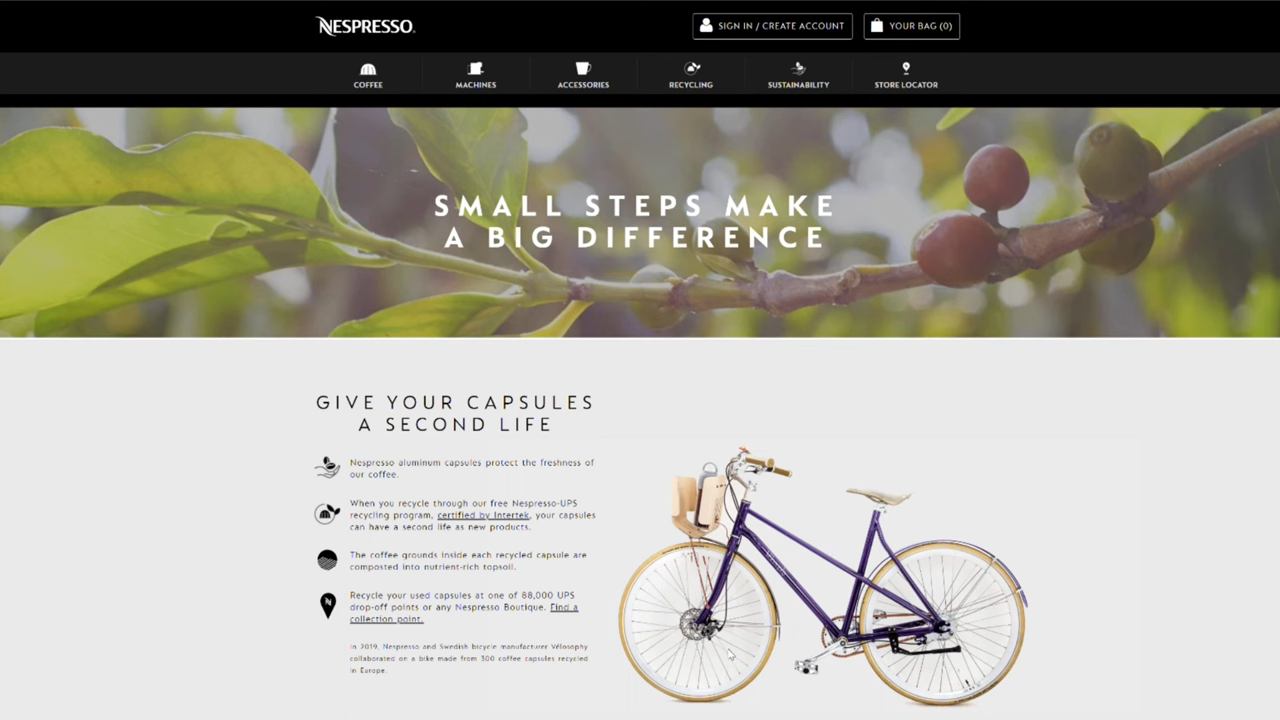 NESPRESSO.
SIGN IN / CREATE ACCOUNT
YOUR BAG (0)
COFFEE
MACHINES
ACCESSORIES
RECYCLING
SUSTAINABILITY
STORE LOCATOR
SMALL STEPS MAKE
A BIG DIFFERENCE
GIVE YOUR CAPSULES
A SECOND LIFE
Nespresso aluminum capsules protect the freshness of
our coffee.
When you recycle through our free Nespresso-UPS
recycling program, certified by Intertek, your capsules
can have a second life as new products.
The coffee grounds inside each recycled capsule are
composted into nutrient-rich topsoil.
Recycle your used capsules at one of 88,000 UPS
drop-off points or any Nespresso Boutique. Find a
collection point.
In 2019, Nespresso and Swedish bicycle manufacturer Vélosophy
collaborated on a bike made from 300 coffee capsules recycled
in Europe.